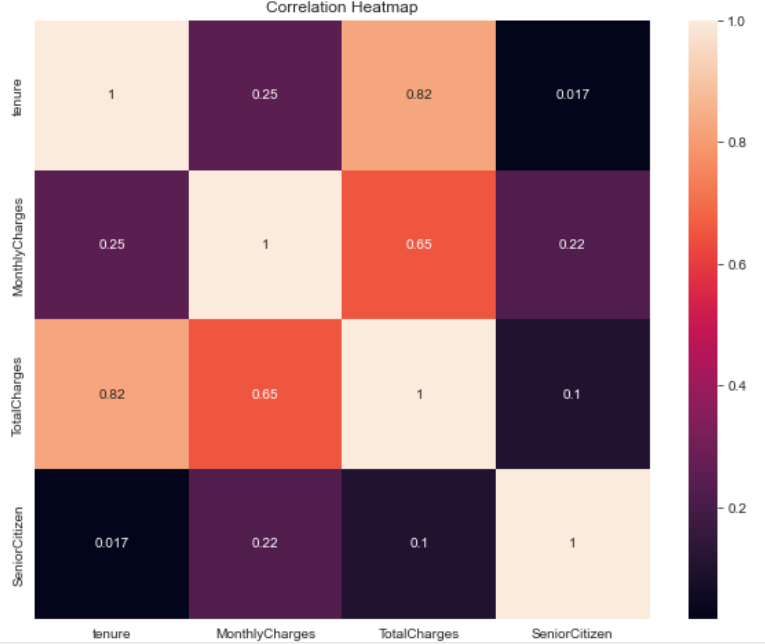 Correlation Heatmap
tenure 1 0.25 0.82 0.017
MonthlyCharges 0.25 1 0.65 0.22
TotalCharges 0.82 0.65 1 0.1
SeniorCitizen 0.017 0.22 0.1 1
tenure MonthlyCharges TotalCharges SeniorCitizen
1.0
0.8
0.6
0.4
0.2